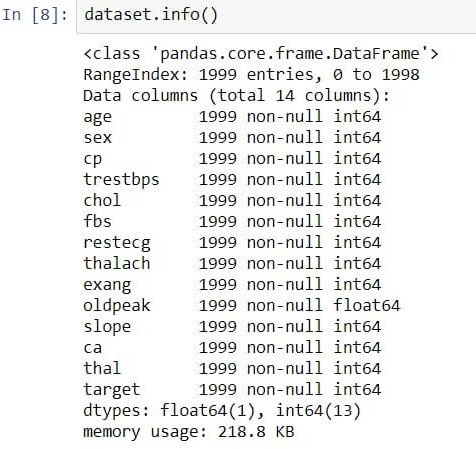 In [8]: dataset.info()
<class 'pandas.core.frame.DataFrame'>
RangeIndex: 1999 entries, 0 to 1998
Data columns (total 14 columns):
age         1999 non-null int64
sex         1999 non-null int64
cp          1999 non-null int64
trestbps    1999 non-null int64
chol        1999 non-null int64
fbs         1999 non-null int64
restecg     1999 non-null int64
thalach     1999 non-null int64
exang       1999 non-null int64
oldpeak     1999 non-null float64
slope       1999 non-null int64
ca          1999 non-null int64
thal        1999 non-null int64
target      1999 non-null int64
dtypes: float64(1), int64(13)
memory usage: 218.8 KB